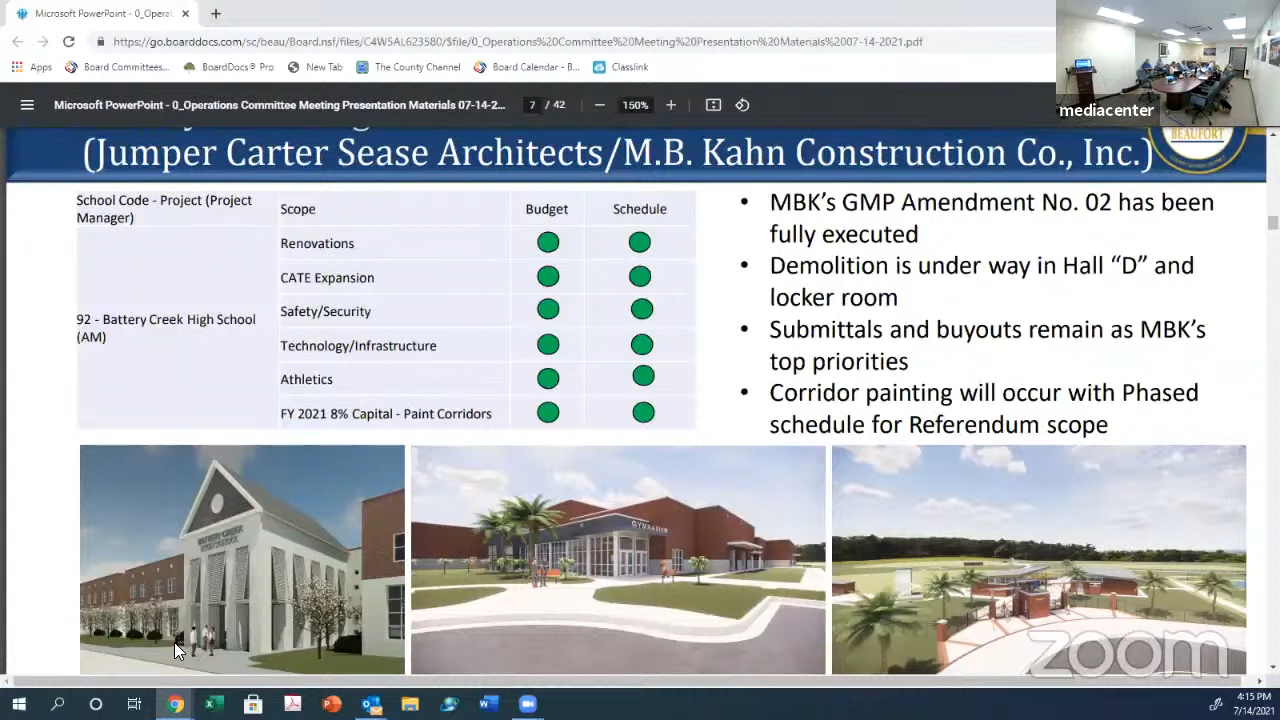 Microsoft PowerPoint - 0_Opera
https://go.boarddocs.com/sc/beau/Board.nsf/files/C4W5AL623580/$file/0_Operations%20Committee%20Meeting%20Presentation%20Materials%2007-14-2021.pdf
Apps Board Committees... BoardDocs® Pro New Tab The County Channel Board Calendar - B... Classlink
mediacenter
Microsoft PowerPoint - 0_Operations Committee Meeting Presentation Materials 07-14-2... 7 / 42 150%
(Jumper Carter Sease Architects/M.B. Kahn Construction Co., Inc.)
BEAUFORT
School Code - Project (Project
Manager)
Scope Budget Schedule
Renovations
CATE Expansion
Safety/Security
92 - Battery Creek High School
(AM)
Technology/Infrastructure
Athletics
FY 2021 8% Capital - Paint Corridors
• MBK's GMP Amendment No. 02 has been
fully executed
• Demolition is under way in Hall "D" and
locker room
• Submittals and buyouts remain as MBK's
top priorities
• Corridor painting will occur with Phased
schedule for Referendum scope
BATTERY CREEK
HIGH SCHOOL
GYMNASIUM
zoom
4:15 PM
7/14/2021